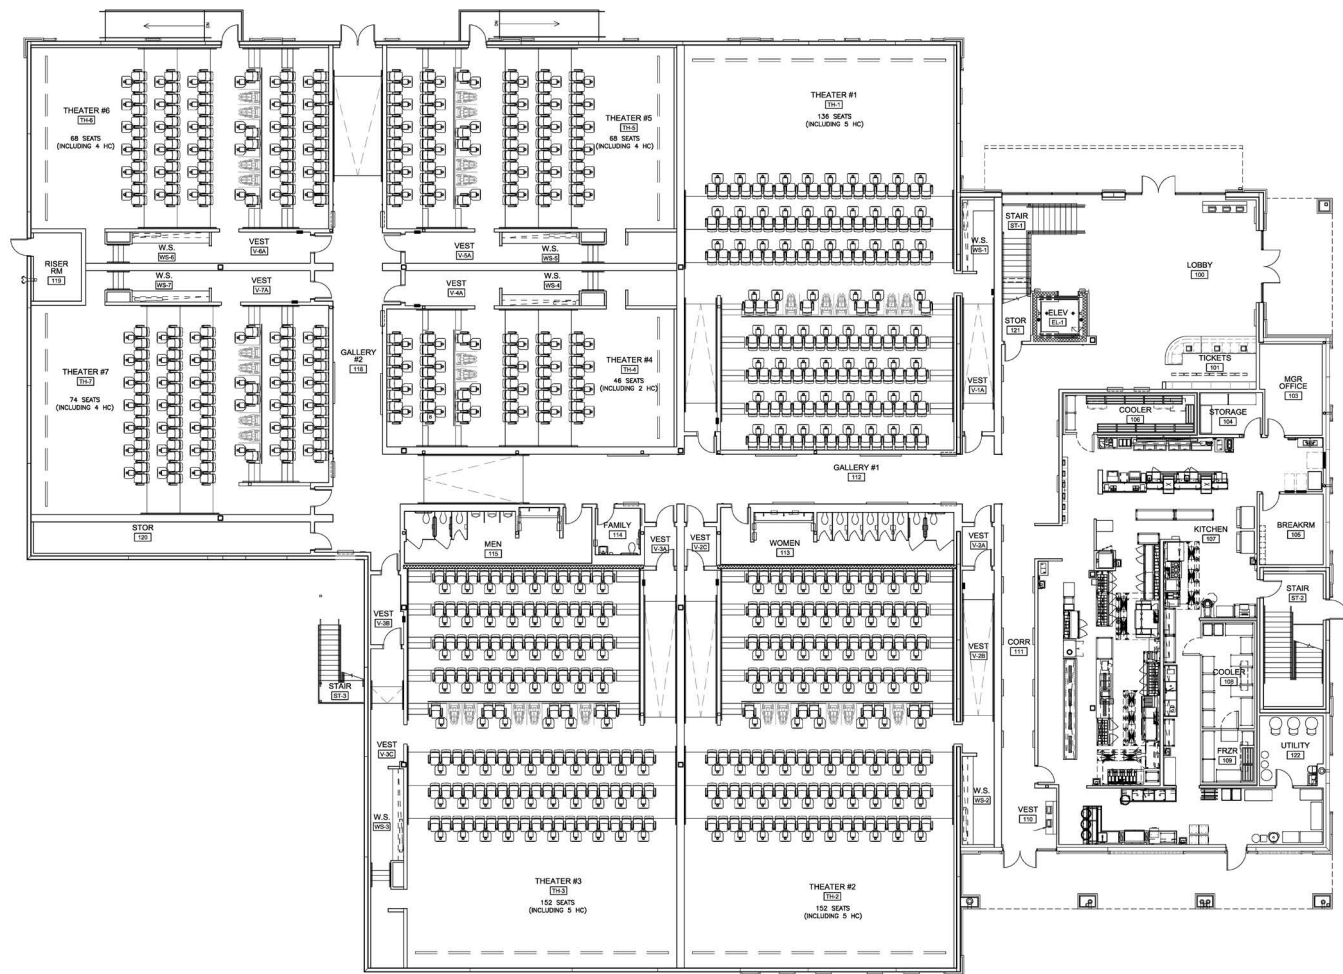 DN
DN
THEATER #6
TH-6
68 SEATS
(INCLUDING 4 HC)
THEATER #5
TH-5
68 SEATS
(INCLUDING 4 HC)
THEATER #1
TH-1
136 SEATS
(INCLUDING 5 HC)
W.S.
WS-6
VEST
V-6A
VEST
V-5A
W.S.
WS-5
W.S.
WS-1
STAIR
ST-1
LOBBY
100
RISER
RM
119
W.S.
WS-7
VEST
V-7A
VEST
V-4A
W.S.
WS-4
STOR
121
ELEV
EL-1
THEATER #7
TH-7
74 SEATS
(INCLUDING 4 HC)
GALLERY
#2
118
THEATER #4
TH-4
46 SEATS
(INCLUDING 2 HC)
VEST
V-1A
TICKETS
101
MGR
OFFICE
103
COOLER
106
STORAGE
104
GALLERY #1
112
STOR
120
MEN
115
FAMILY
114
VEST
V-3A
VEST
V-2C
WOMEN
113
VEST
V-2A
KITCHEN
107
BREAKRM
105
STAIR
ST-2
VEST
V-3B
VEST
V-2B
CORR
111
STAIR
ST-3
COOLER
108
VEST
V-3C
FRZR
109
UTILITY
122
W.S.
WS-3
W.S.
WS-2
VEST
110
THEATER #3
TH-3
152 SEATS
(INCLUDING 5 HC)
THEATER #2
TH-2
152 SEATS
(INCLUDING 5 HC)